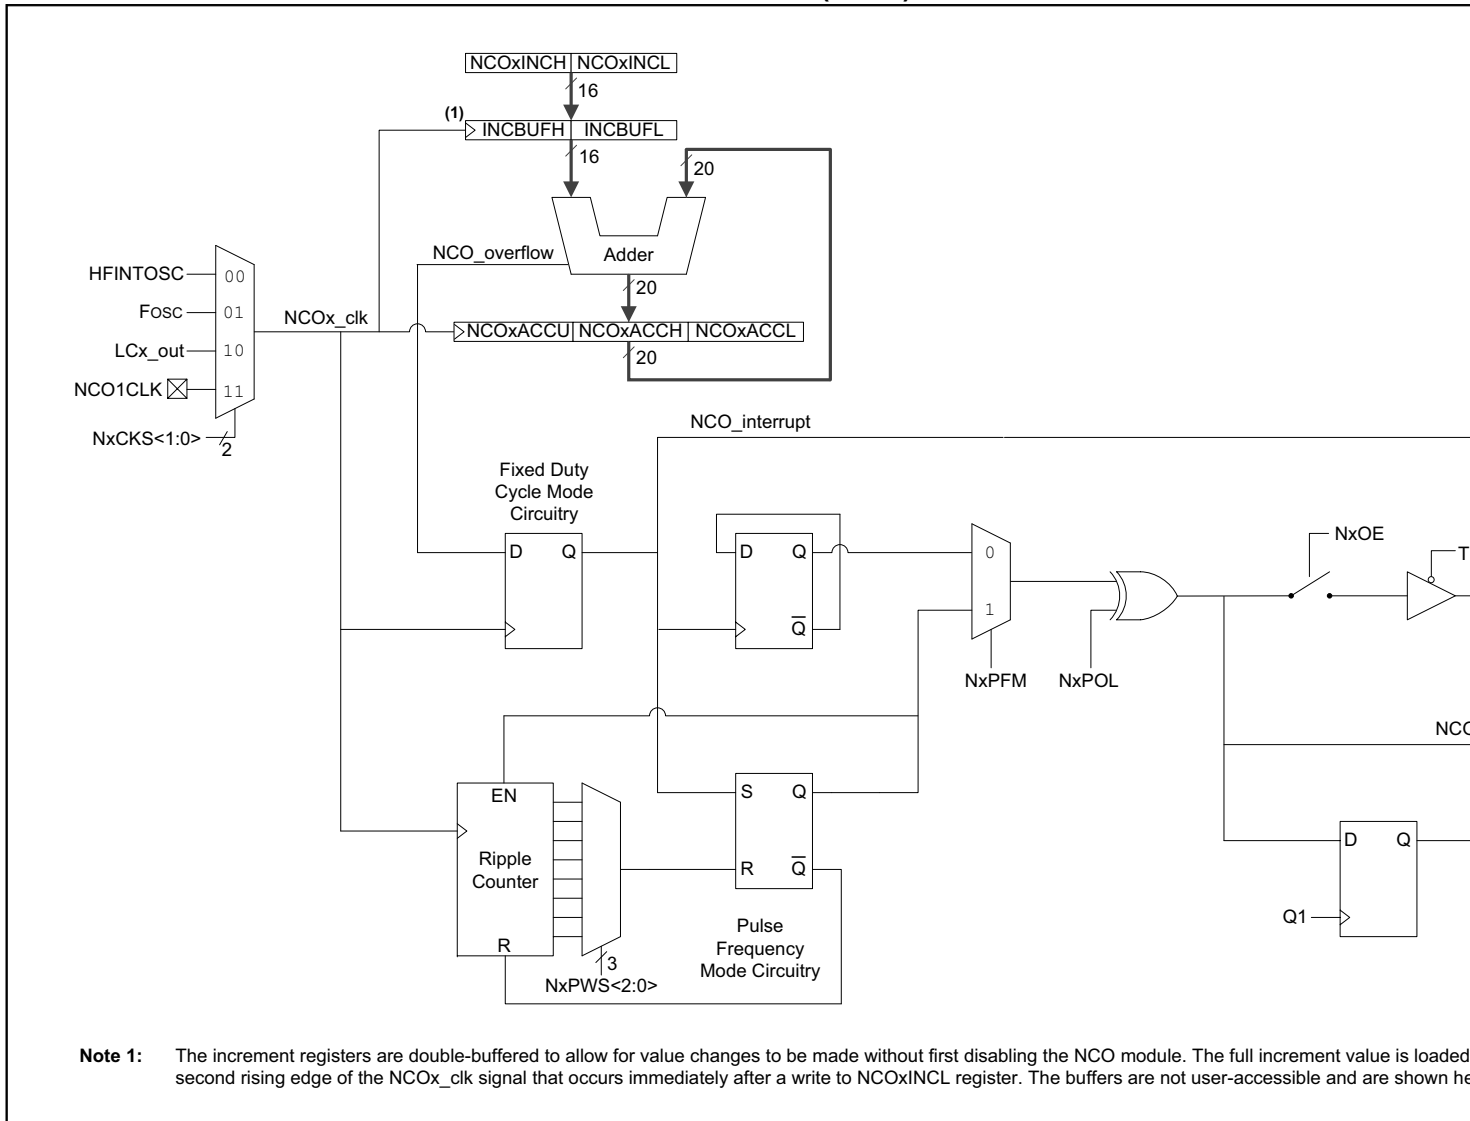 NCOxINCH NCOxINCL
16
(1)
INCBUFH INCBUFL
16
20
NCO_overflow
Adder
20
HFINTOSC
00
FOSC
01
NCOx_clk
NCOxACCU NCOxACCH NCOxACCL
LCx_out
10
20
NCO1CLK
11
NxCKS<1:0>
2
NCO_interrupt
Fixed Duty
Cycle Mode
Circuitry
D Q
D Q
Q
0
1
NxPFM
NxPOL
NxOE
T
NCO
EN
Ripple
Counter
R
3
NxPWS<2:0>
S Q
R Q
Pulse
Frequency
Mode Circuitry
D Q
Q1
Note 1: The increment registers are double-buffered to allow for value changes to be made without first disabling the NCO module. The full increment value is loaded
second rising edge of the NCOx_clk signal that occurs immediately after a write to NCOxINCL register. The buffers are not user-accessible and are shown he